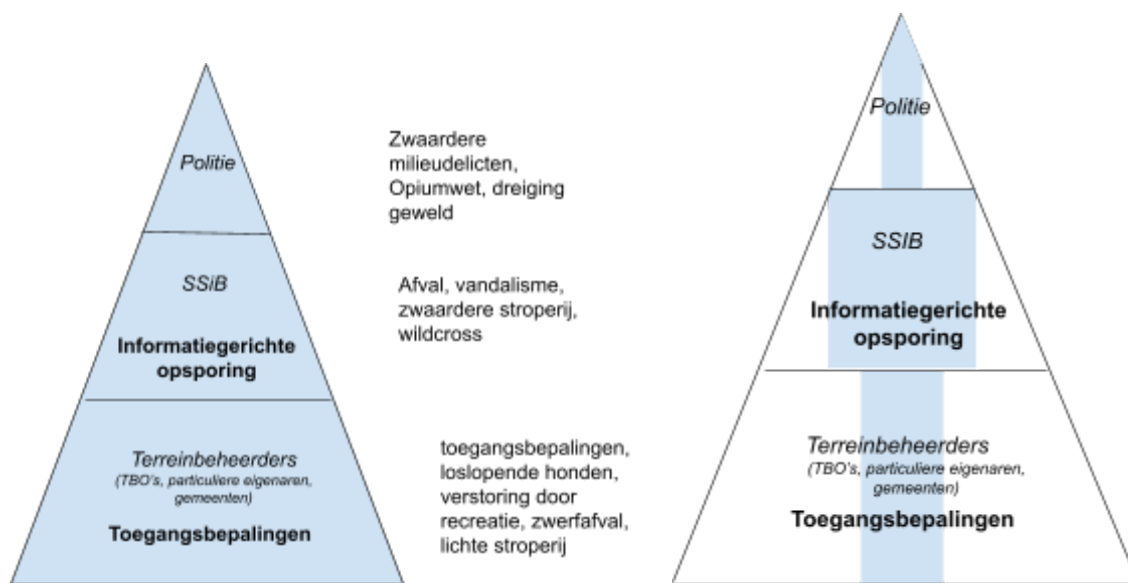 Politie
SSiB
Informatiegerichte
opsporing
Terreinbeheerders
(TBO's, particuliere eigenaren,
gemeenten)
Toegangsbepalingen
Zwaardere
milieudelicten,
Opiumwet, dreiging
geweld
Afval, vandalisme,
zwaardere stroperij,
wildcross
toegangsbepalingen,
loslopende honden,
verstoring door
recreatie, zwerfafval,
lichte stroperij
Politie
SSIB
Informatiegerichte
opsporing
Terreinbeheerders
(TBO's, particuliere eigenaren,
gemeenten)
Toegangsbepalingen